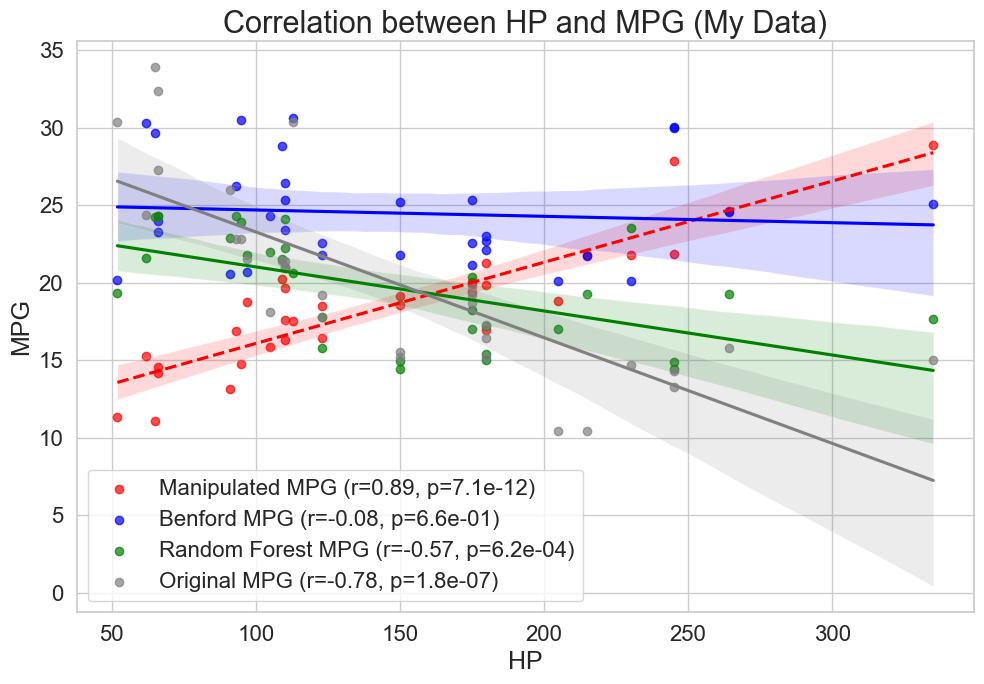 Correlation between HP and MPG (My Data)
35
30
25
20
15
10
5
0
MPG
Manipulated MPG (r=0.89, p=7.1e-12)
Benford MPG (r=-0.08, p=6.6e-01)
Random Forest MPG (r=-0.57, p=6.2e-04)
Original MPG (r=-0.78, p=1.8e-07)
50 100 150 200 250 300
HP